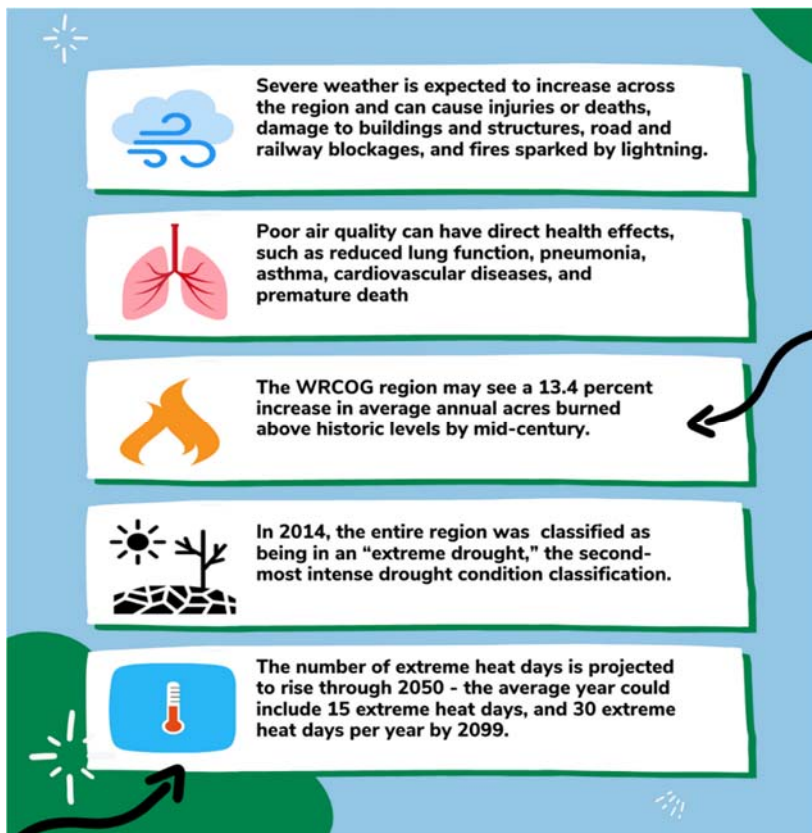 Severe weather is expected to increase across
the region and can cause injuries or deaths,
damage to buildings and structures, road and
railway blockages, and fires sparked by lightning.
Poor air quality can have direct health effects,
such as reduced lung function, pneumonia,
asthma, cardiovascular diseases, and
premature death
The WRCOG region may see a 13.4 percent
increase in average annual acres burned
above historic levels by mid-century.
In 2014, the entire region was classified as
being in an “extreme drought,” the second-
most intense drought condition classification.
The number of extreme heat days is projected
to rise through 2050 - the average year could
include 15 extreme heat days, and 30 extreme
heat days per year by 2099.